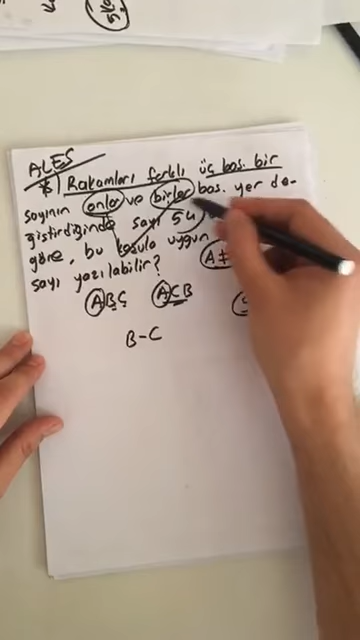 ALES
* Rakamları farklı üç bas. bir
sayının onlar ve birler bas. yer de-
ğiştirdiğinde sayı 54
göre, bu koşula uygun
sayı yazılabilir?
A≠
ABC ACB
B-C